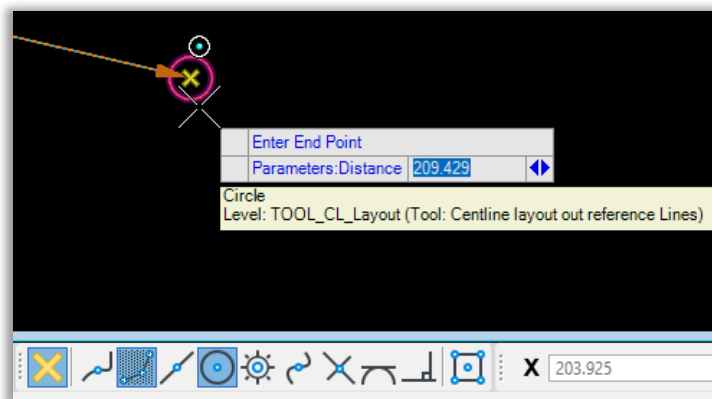 Enter End Point
Parameters:Distance 209.429
Circle
Level: TOOL_CL_Layout (Tool: Centline layout out reference Lines)
X 203.925